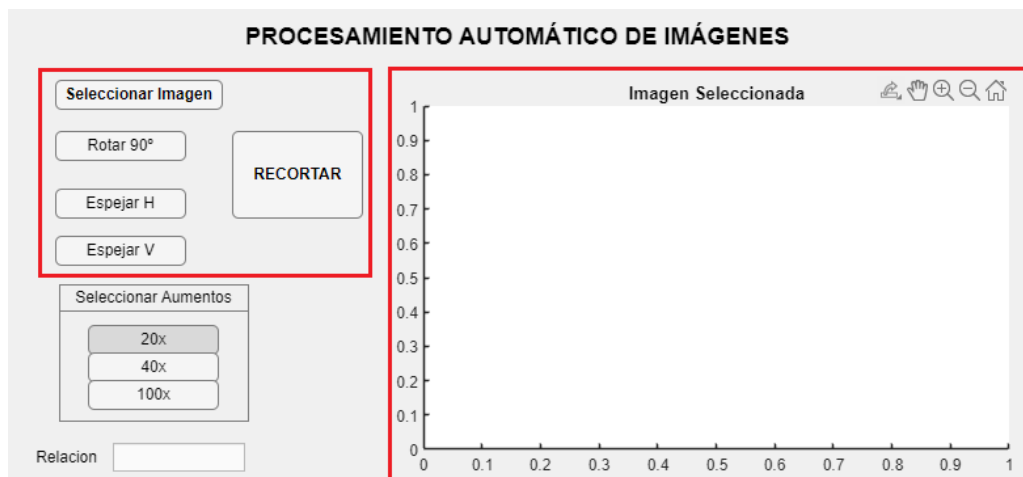 PROCESAMIENTO AUTOMÁTICO DE IMÁGENES
Seleccionar Imagen
Rotar 90º
RECORTAR
Espejar H
Espejar V
Seleccionar Aumentos
20x
40x
100x
Relacion
Imagen Seleccionada
1
0.9
0.8
0.7
0.6
0.5
0.4
0.3
0.2
0.1
0
0 0.1 0.2 0.3 0.4 0.5 0.6 0.7 0.8 0.9 1